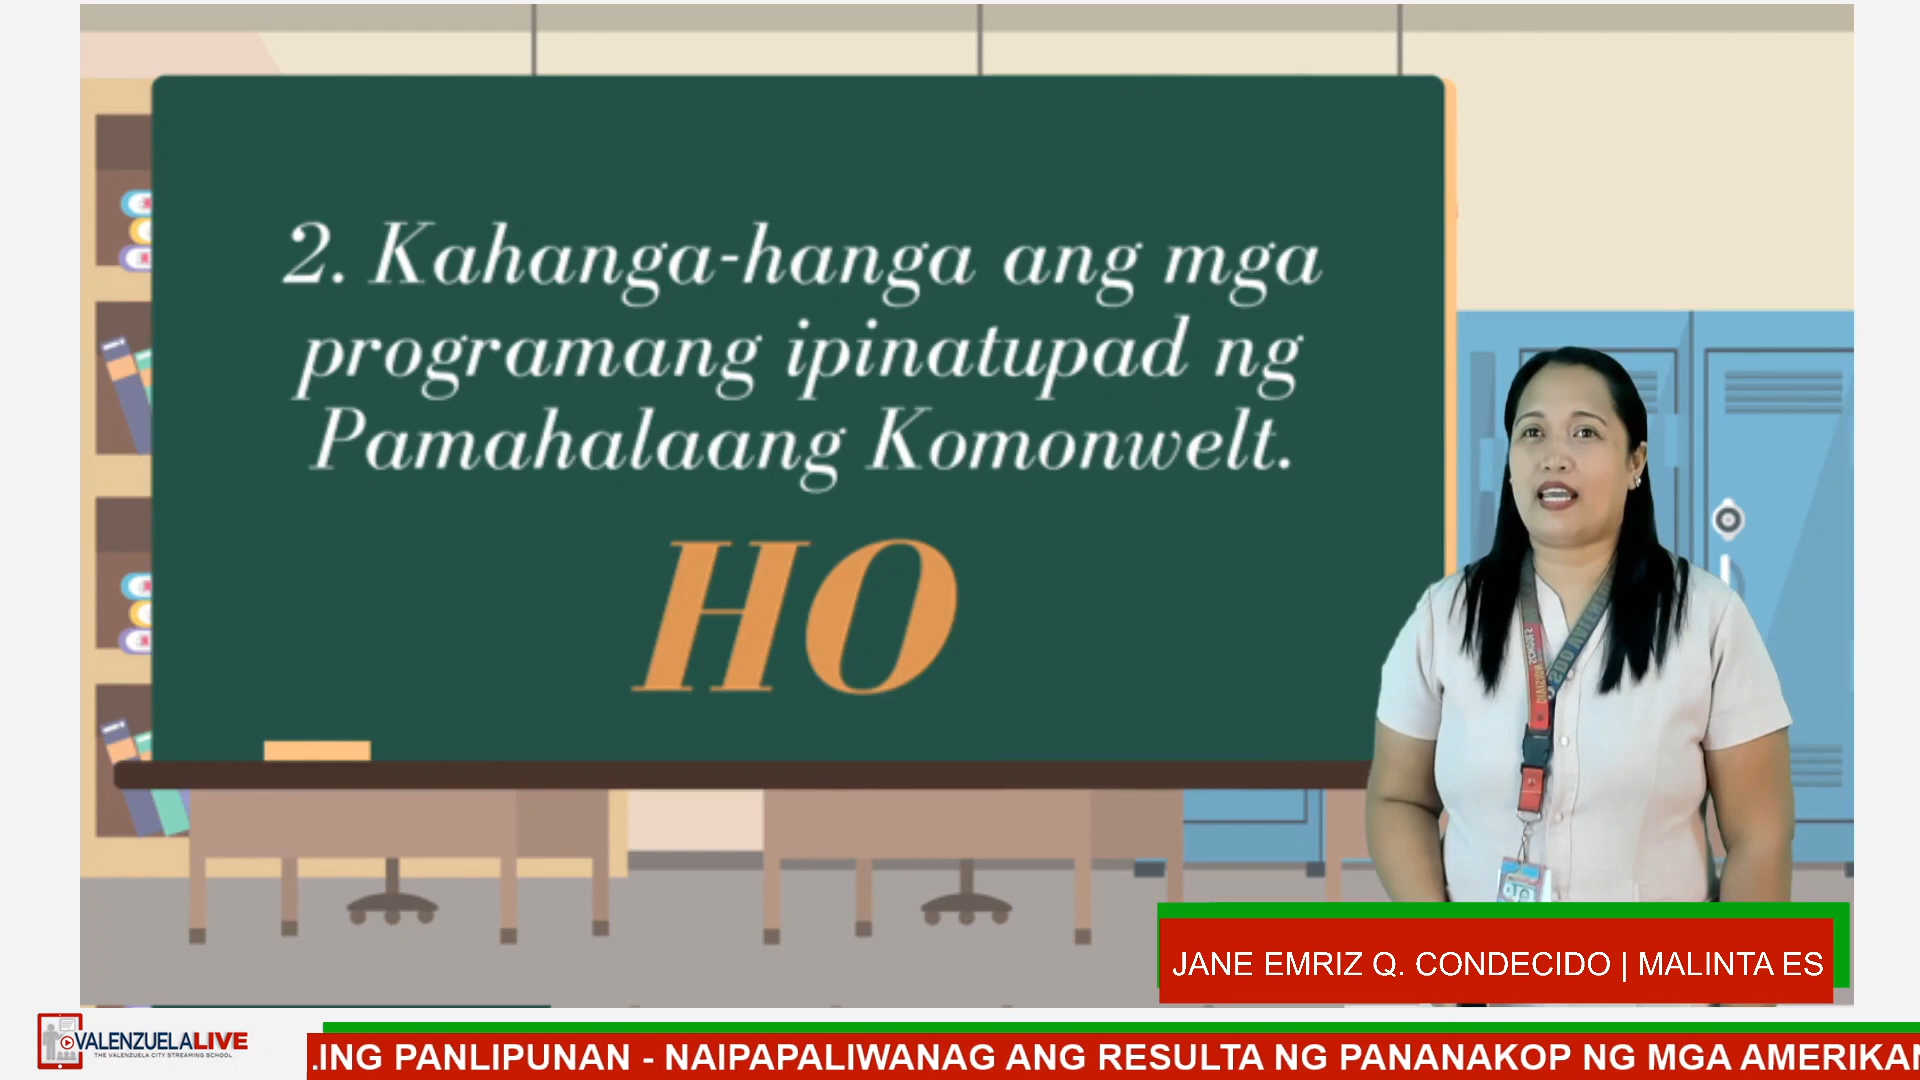 2. Kahanga-hanga ang mga
programang ipinatupad ng
Pamahalaang Komonwelt.
HO
JANE EMRIZ Q. CONDECIDO | MALINTA ES
VALENZUELALIVE
THE VALENZUELA CITY STREAMING SCHOOL
.ING PANLIPUNAN - NAIPAPALIWANAG ANG RESULTA NG PANANAKOP NG MGA AMERIKAN